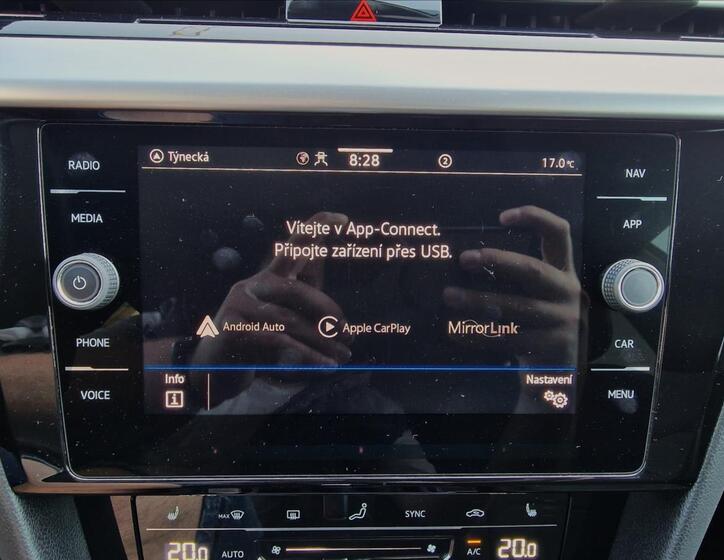 RADIO
MEDIA
PHONE
VOICE
Týnecká
8:28
2
17.0 °C
Vítejte v App-Connect.
Připojte zařízení přes USB.
Android Auto
Apple CarPlay
MirrorLink
Info
Nastavení
NAV
APP
CAR
MENU
MAX
SYNC
20.0
AUTO
A/C
20.0